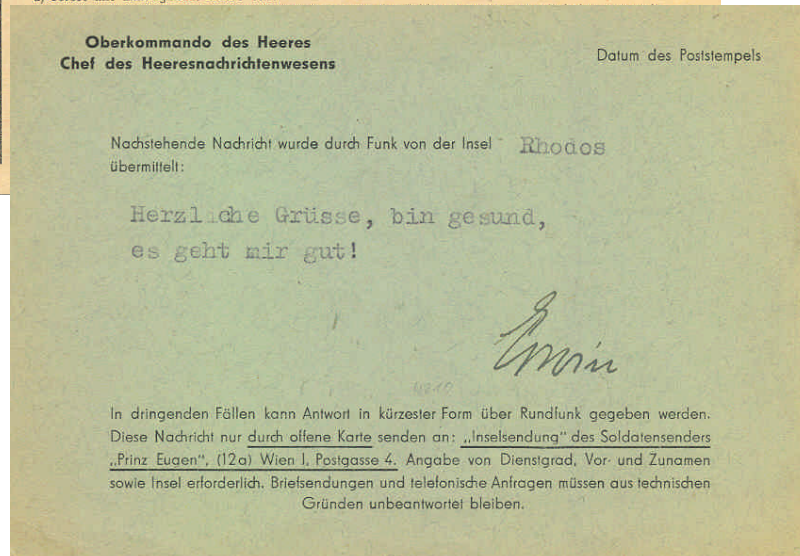 Oberkommando des Heeres
Chef des Heeresnachrichtenwesens
Datum des Poststempels
Nachstehende Nachricht wurde durch Funk von der Insel Rhodos
übermittelt:
Herzliche Grüsse, bin gesund,
es geht mir gut!
Erwin
In dringenden Fällen kann Antwort in kürzester Form über Rundfunk gegeben werden.
Diese Nachricht nur durch offene Karte senden an: „Inselsendung" des Soldatensenders
„Prinz Eugen", (12a) Wien I, Postgasse 4. Angabe von Dienstgrad, Vor- und Zunamen
sowie Insel erforderlich. Briefsendungen und telefonische Anfragen müssen aus technischen
Gründen unbeantwortet bleiben.